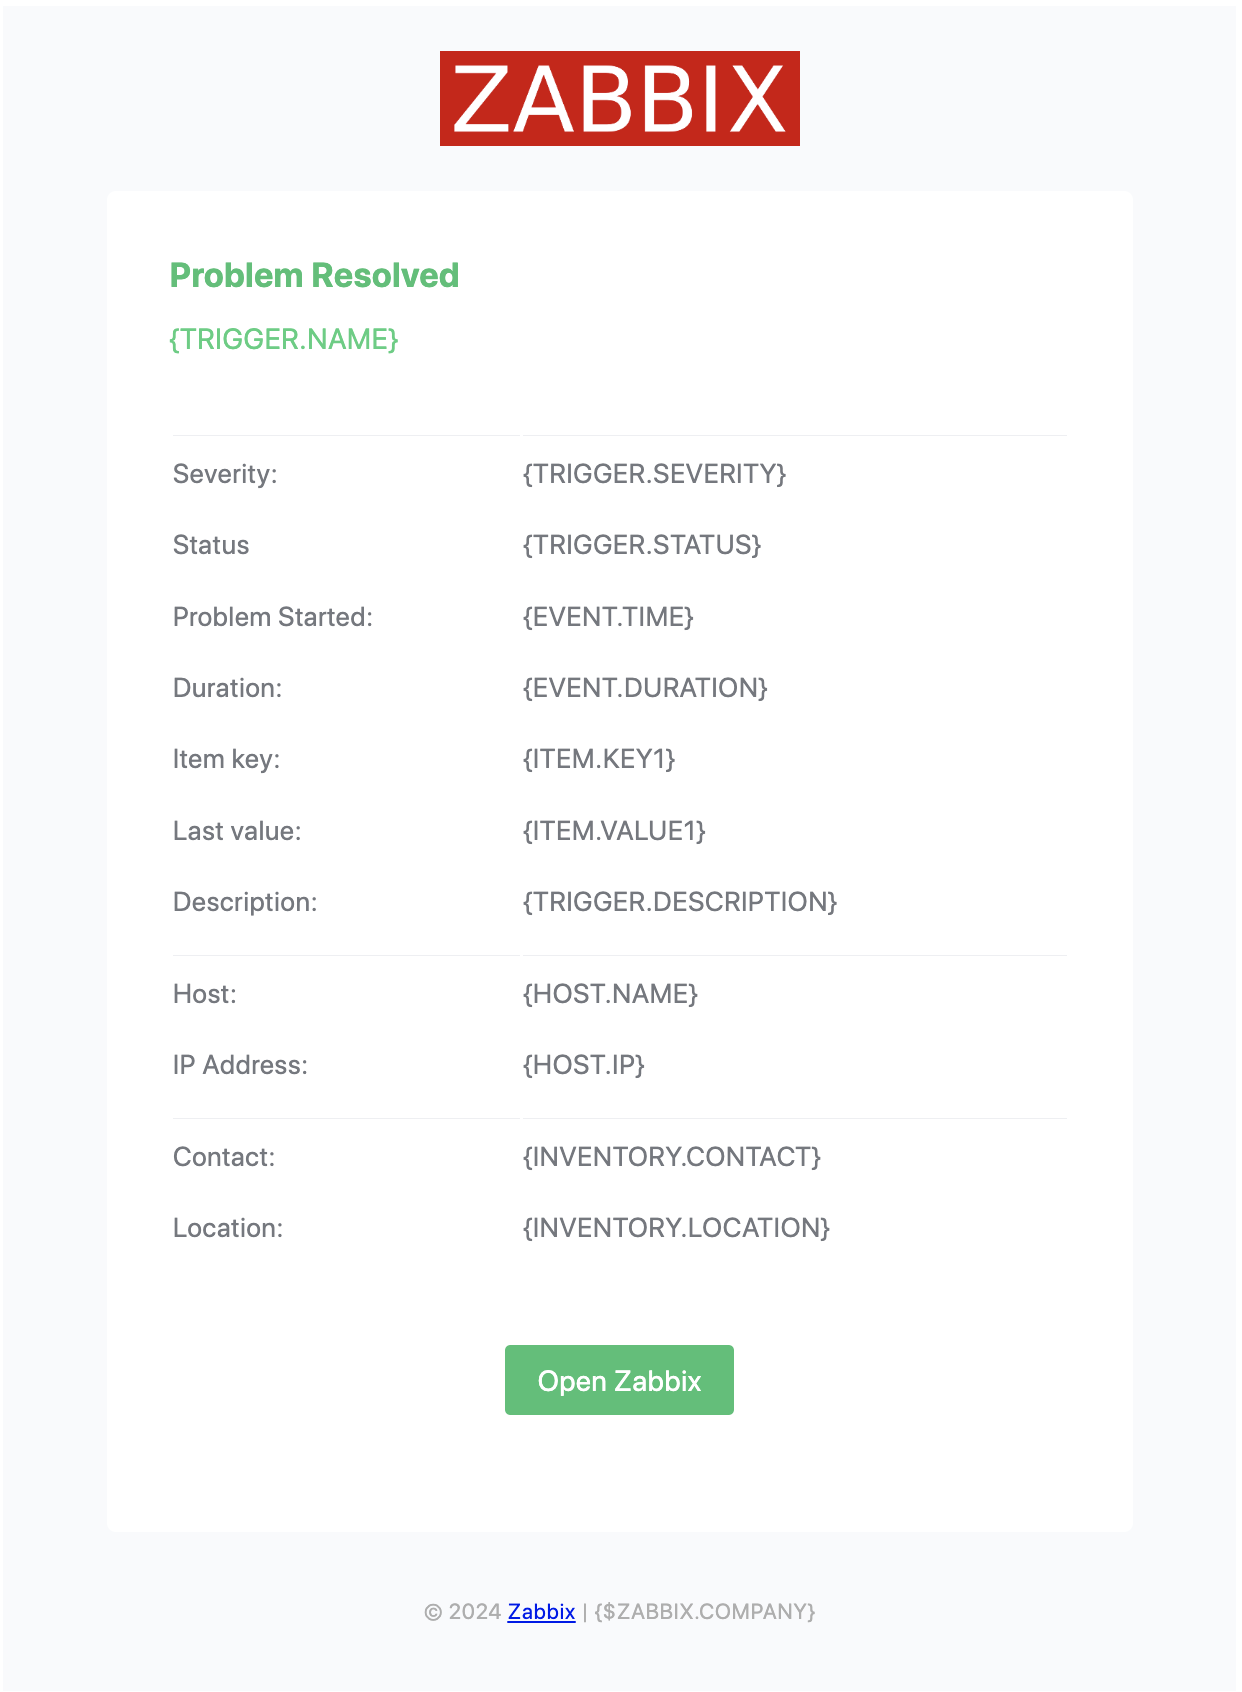 ZABBIX
Problem Resolved
{TRIGGER.NAME}
Severity: {TRIGGER.SEVERITY}
Status {TRIGGER.STATUS}
Problem Started: {EVENT.TIME}
Duration: {EVENT.DURATION}
Item key: {ITEM.KEY1}
Last value: {ITEM.VALUE1}
Description: {TRIGGER.DESCRIPTION}
Host: {HOST.NAME}
IP Address: {HOST.IP}
Contact: {INVENTORY.CONTACT}
Location: {INVENTORY.LOCATION}
Open Zabbix
© 2024 Zabbix | {$ZABBIX.COMPANY}